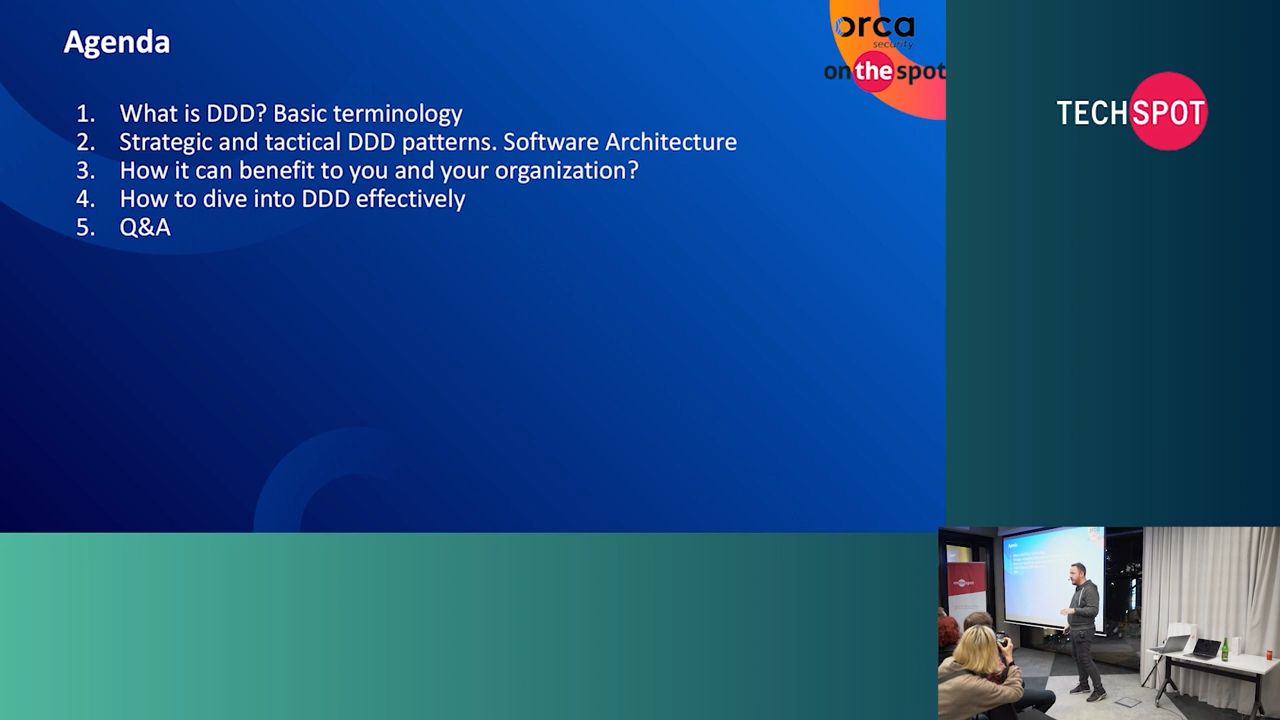 Agenda
orca
security
on the spot
1. What is DDD? Basic terminology
2. Strategic and tactical DDD patterns. Software Architecture
3. How it can benefit to you and your organization?
4. How to dive into DDD effectively
5. Q&A
TECHSPOT
Agenda